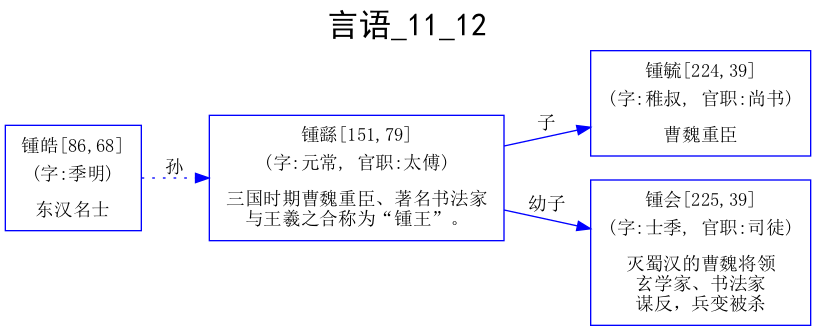 言语_11_12
锺皓[86,68]
(字:季明)
东汉名士
孙
锺繇[151,79]
(字:元常, 官职:太傅)
三国时期曹魏重臣、著名书法家
与王羲之合称为“锺王”。
子
锺毓[224,39]
(字:稚叔, 官职:尚书)
曹魏重臣
幼子
锺会[225,39]
(字:士季, 官职:司徒)
灭蜀汉的曹魏将领
玄学家、书法家
谋反，兵变被杀